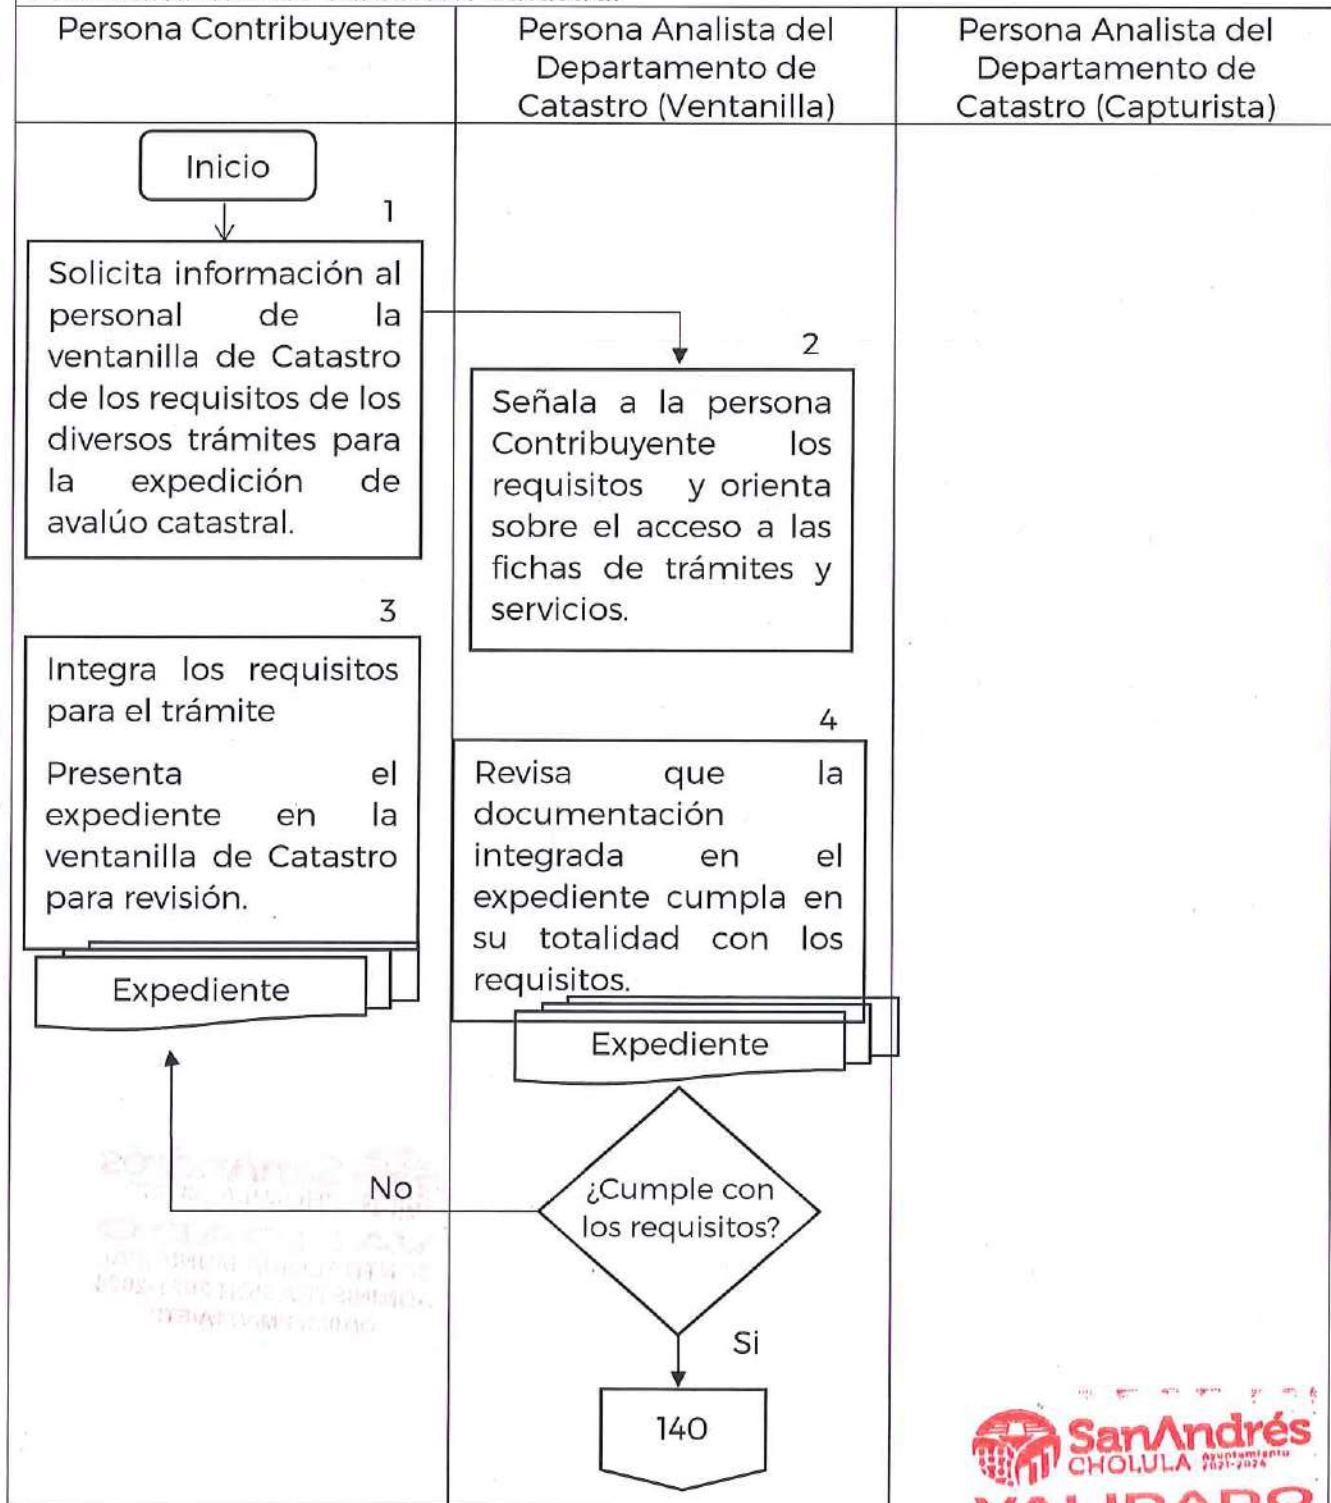 Persona Contribuyente
Persona Analista del
Departamento de
Catastro (Ventanilla)
Persona Analista del
Departamento de
Catastro (Capturista)
Inicio
1
Solicita información al
personal de la
ventanilla de Catastro
de los requisitos de los
diversos trámites para
la expedición de
avalúo catastral.
2
Señala a la persona
Contribuyente los
requisitos y orienta
sobre el acceso a las
fichas de trámites y
servicios.
3
Integra los requisitos
para el trámite
Presenta el
expediente en la
ventanilla de Catastro
para revisión.
Expediente
4
Revisa que la
documentación
integrada en el
expediente cumpla en
su totalidad con los
requisitos.
Expediente
¿Cumple con
los requisitos?
No
Si
140
SanAndrés
CHOLULA Ayuntamiento
2021-2024
VALIDADO